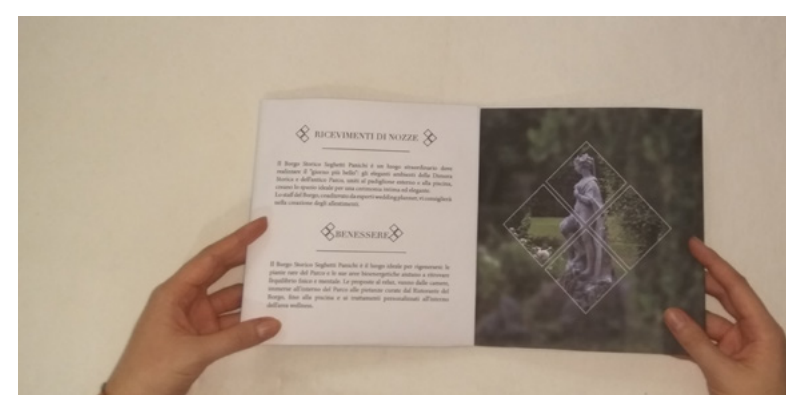 RICEVIMENTI DI NOZZE
Il Borgo Storico Seghetti Panichi è un luogo straordinario dove
realizzare il "giorno più bello": gli eleganti ambienti della Dimora
Storica e dell'antico Parco, uniti al padiglione esterno e alla piscina,
creano lo spazio ideale per una cerimonia intima ed elegante.
Lo staff del Borgo, coadiuvato da esperti wedding planner, vi consiglierà
nella creazione degli allestimenti.
BENESSERE
Il Borgo Storico Seghetti Panichi è il luogo ideale per rigenerarsi: le
piante rare del Parco e le sue aree bioenergetiche aiutano a ritrovare
l'equilibrio fisico e mentale. Le proposte di relax, vanno dalle camere,
immerse all'interno del Parco alle pietanze curate dal Ristorante del
Borgo, fino alla piscina e ai trattamenti personalizzati all'interno
dell'area wellness.